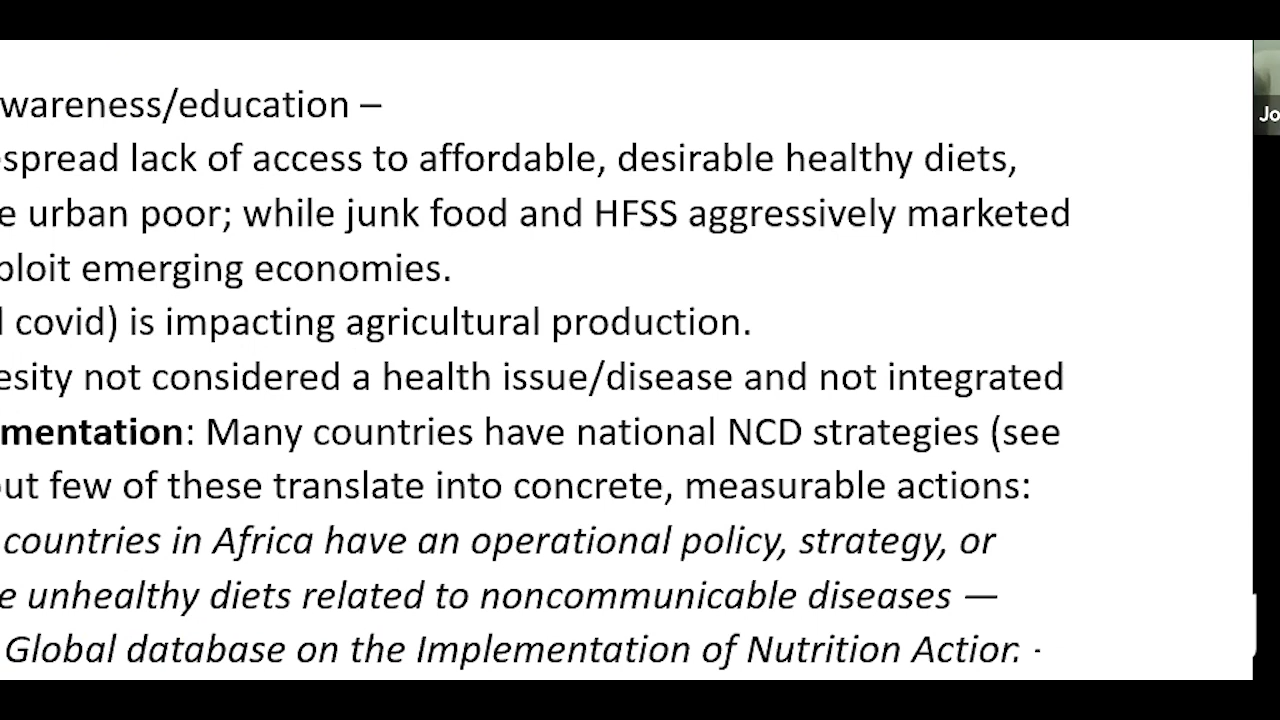 wareness/education –
spread lack of access to affordable, desirable healthy diets,
e urban poor; while junk food and HFSS aggressively marketed
ploit emerging economies.
covid) is impacting agricultural production.
esity not considered a health issue/disease and not integrated
mentation: Many countries have national NCD strategies (see
out few of these translate into concrete, measurable actions:
countries in Africa have an operational policy, strategy, or
e unhealthy diets related to noncommunicable diseases —
Global database on the Implementation of Nutrition
Jo